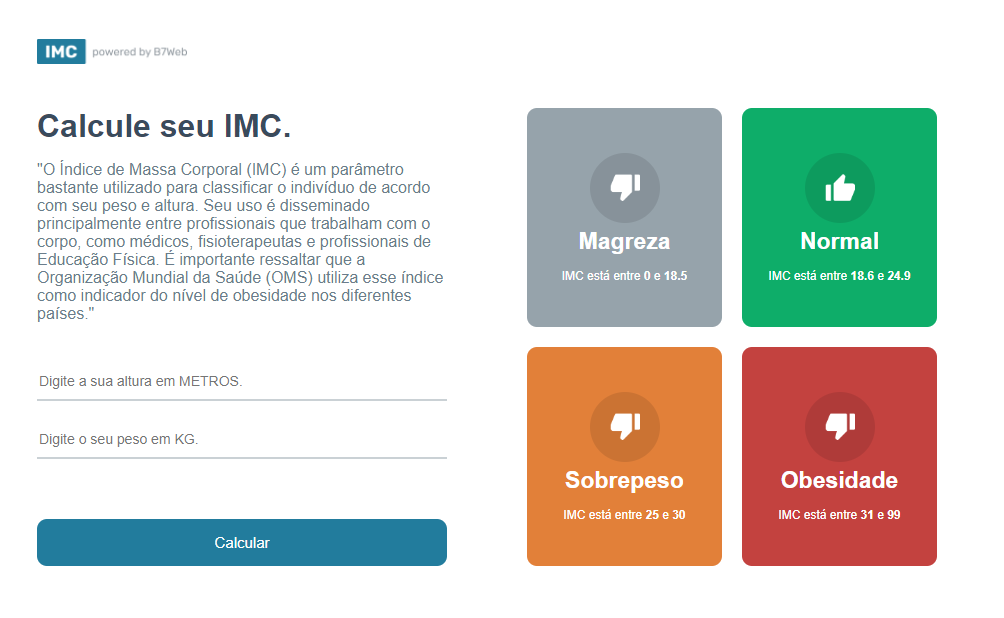 IMC powered by B7Web
Calcule seu IMC.
"O Índice de Massa Corporal (IMC) é um parâmetro
bastante utilizado para classificar o indivíduo de acordo
com seu peso e altura. Seu uso é disseminado
principalmente entre profissionais que trabalham com o
corpo, como médicos, fisioterapeutas e profissionais de
Educação Física. É importante ressaltar que a
Organização Mundial da Saúde (OMS) utiliza esse índice
como indicador do nível de obesidade nos diferentes
países."
Digite a sua altura em METROS.
Digite o seu peso em KG.
Calcular
Magreza
IMC está entre 0 e 18.5
Normal
IMC está entre 18.6 e 24.9
Sobrepeso
IMC está entre 25 e 30
Obesidade
IMC está entre 31 e 99